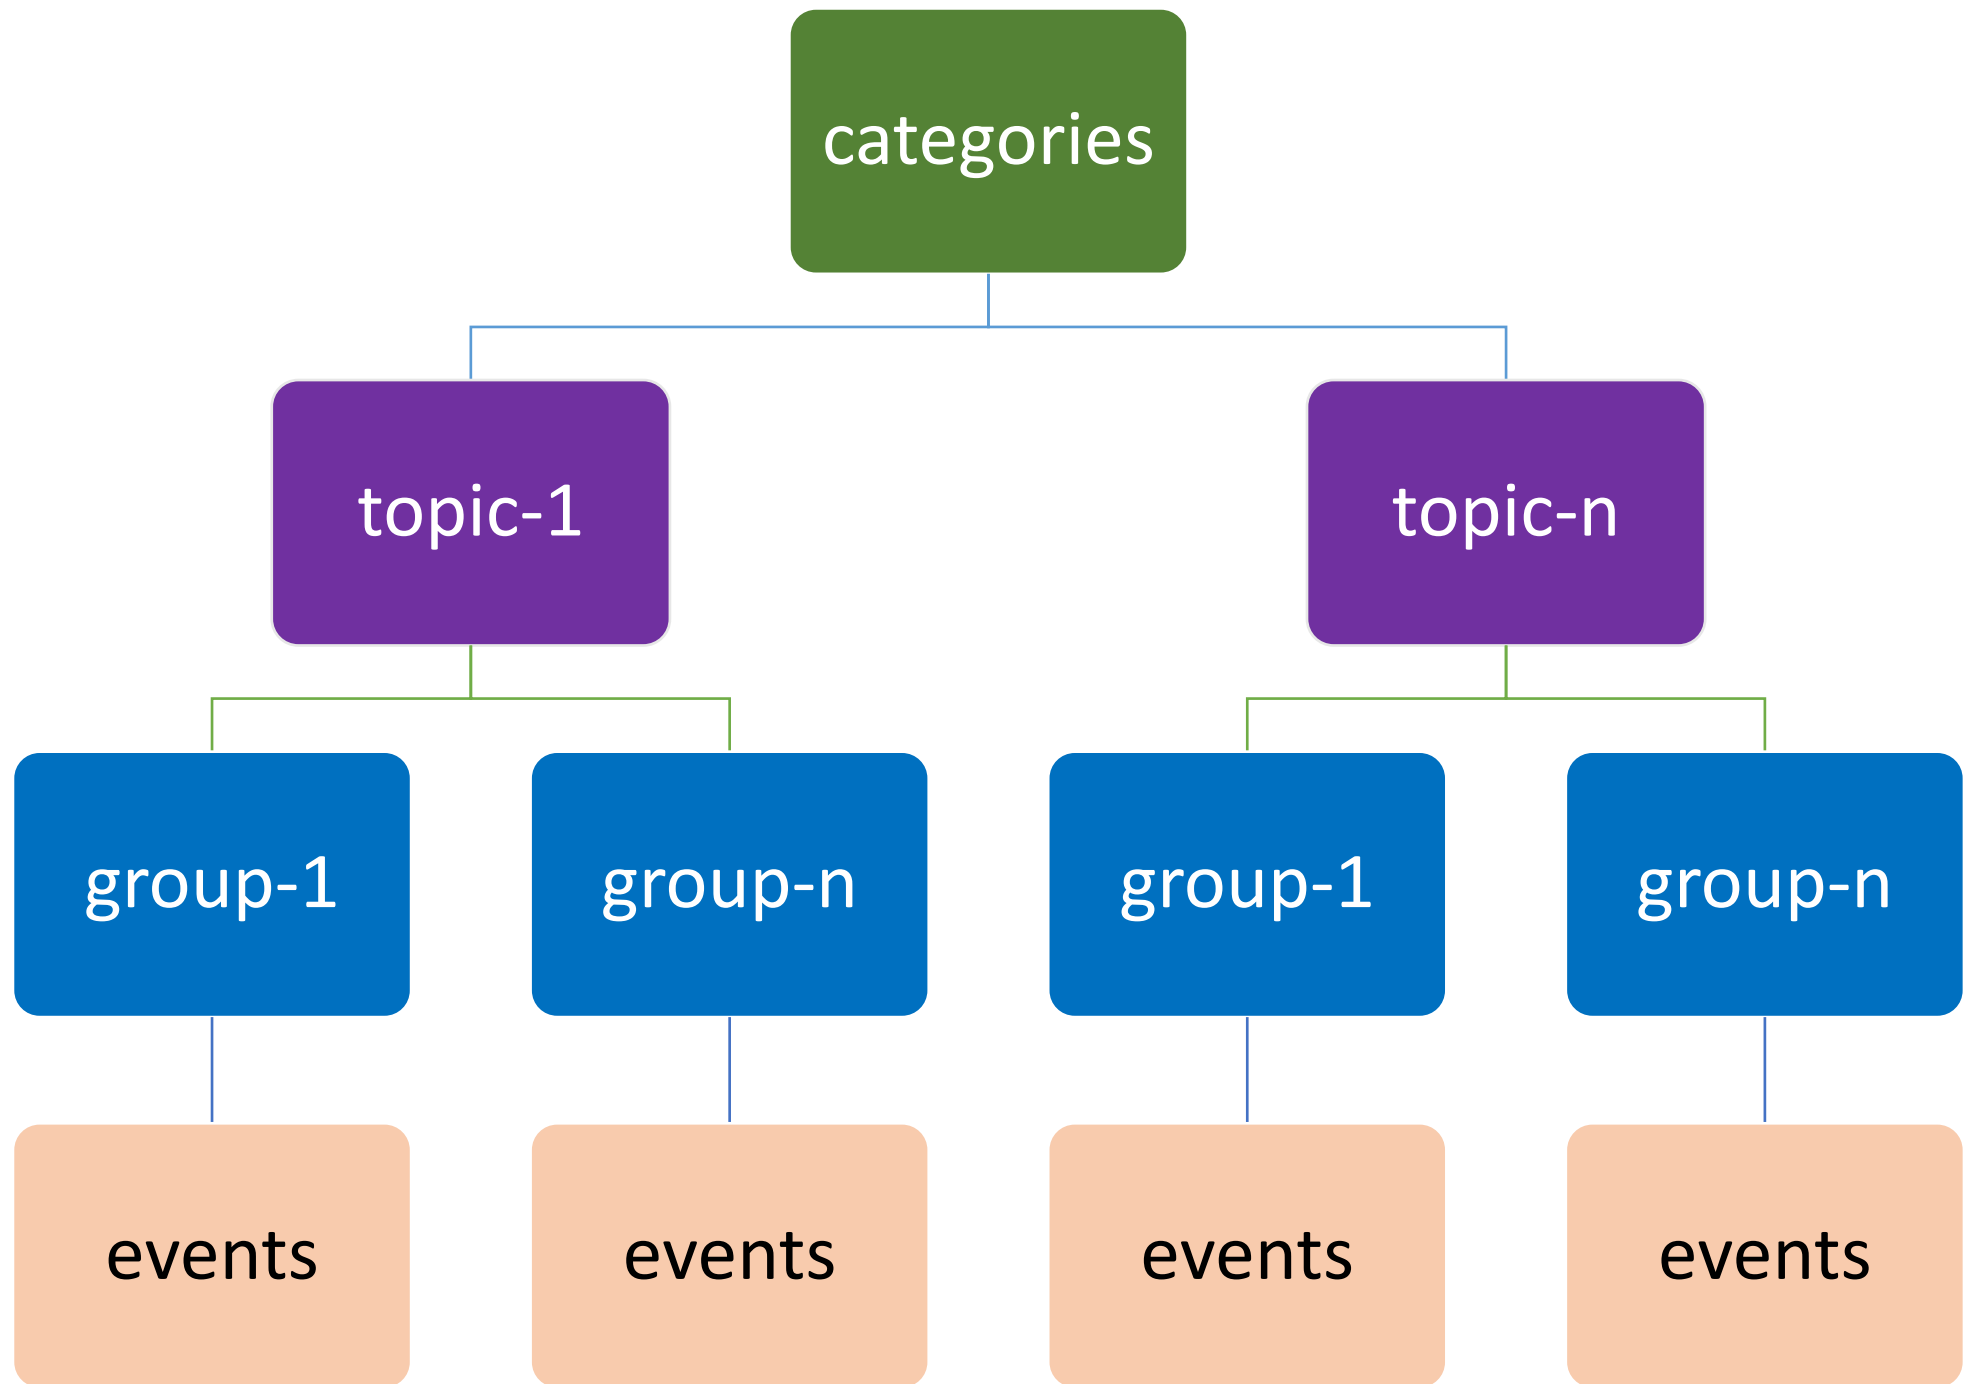 categories
topic-1
topic-n
group-1
group-n
group-1
group-n
events
events
events
events